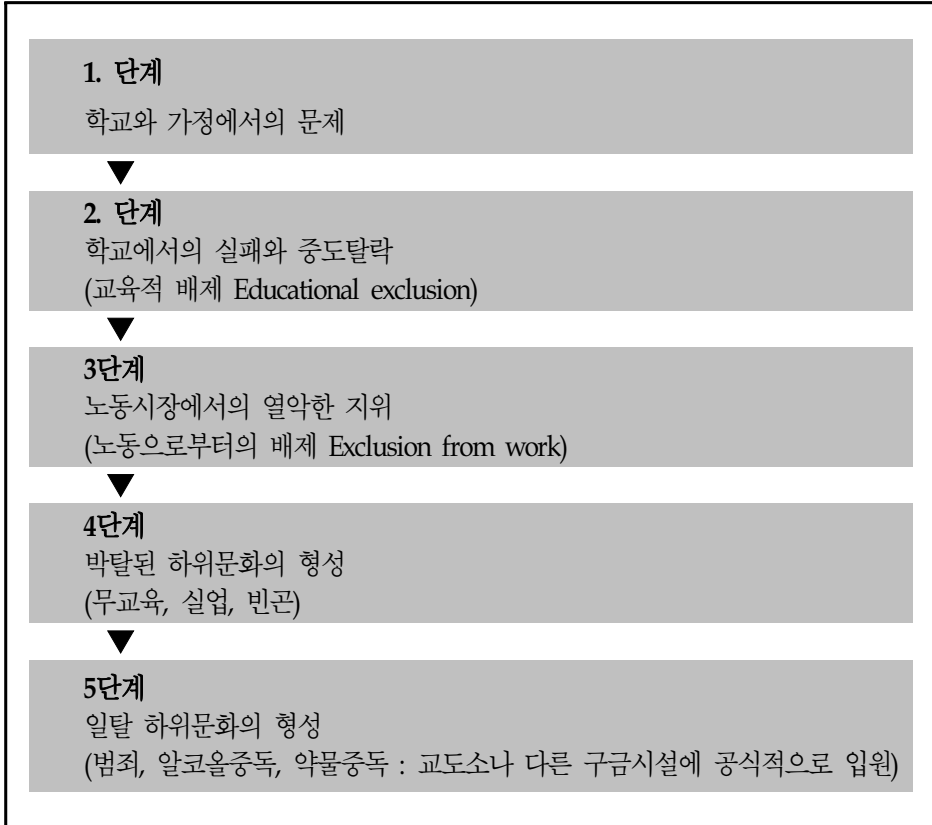 1. 단계
학교와 가정에서의 문제
▼
2. 단계
학교에서의 실패와 중도탈락
(교육적 배제 Educational exclusion)
▼
3단계
노동시장에서의 열악한 지위
(노동으로부터의 배제 Exclusion from work)
▼
4단계
박탈된 하위문화의 형성
(무교육, 실업, 빈곤)
▼
5단계
일탈 하위문화의 형성
(범죄, 알코올중독, 약물중독 : 교도소나 다른 구금시설에 공식적으로 입원)